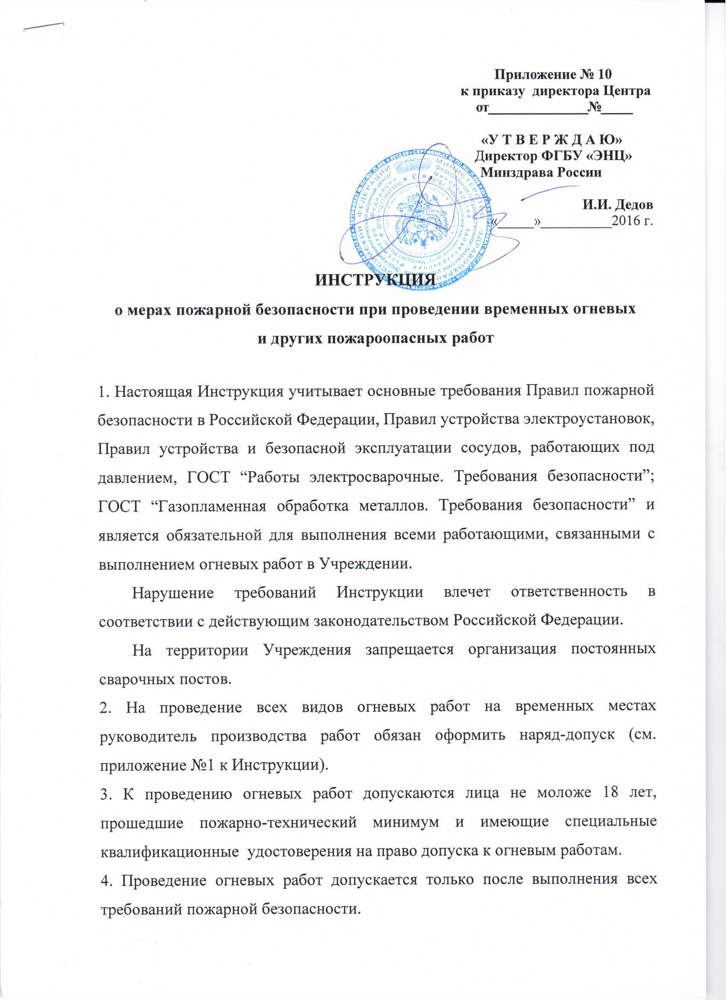 Приложение № 10
к приказу директора Центра
от______________№____
«У Т В Е Р Ж Д А Ю»
Директор ФГБУ «ЭНЦ»
Минздрава России
И.И. Дедов
«_____»__________2016 г.
ИНСТРУКЦИЯ
о мерах пожарной безопасности при проведении временных огневых
и других пожароопасных работ
1. Настоящая Инструкция учитывает основные требования Правил пожарной
безопасности в Российской Федерации, Правил устройства электроустановок,
Правил устройства и безопасной эксплуатации сосудов, работающих под
давлением, ГОСТ “Работы электросварочные. Требования безопасности”;
ГОСТ “Газопламенная обработка металлов. Требования безопасности” и
является обязательной для выполнения всеми работающими, связанными с
выполнением огневых работ в Учреждении.
Нарушение требований Инструкции влечет ответственность в
соответствии с действующим законодательством Российской Федерации.
На территории Учреждения запрещается организация постоянных
сварочных постов.
2. На проведение всех видов огневых работ на временных местах
руководитель производства работ обязан оформить наряд-допуск (см.
приложение №1 к Инструкции).
3. К проведению огневых работ допускаются лица не моложе 18 лет,
прошедшие пожарно-технический минимум и имеющие специальные
квалификационные удостоверения на право допуска к огневым работам.
4. Проведение огневых работ допускается только после выполнения всех
требований пожарной безопасности.
МИНИСТЕРСТВО ЗДРАВООХРАНЕНИЯ РОССИЙСКОЙ ФЕДЕРАЦИИ